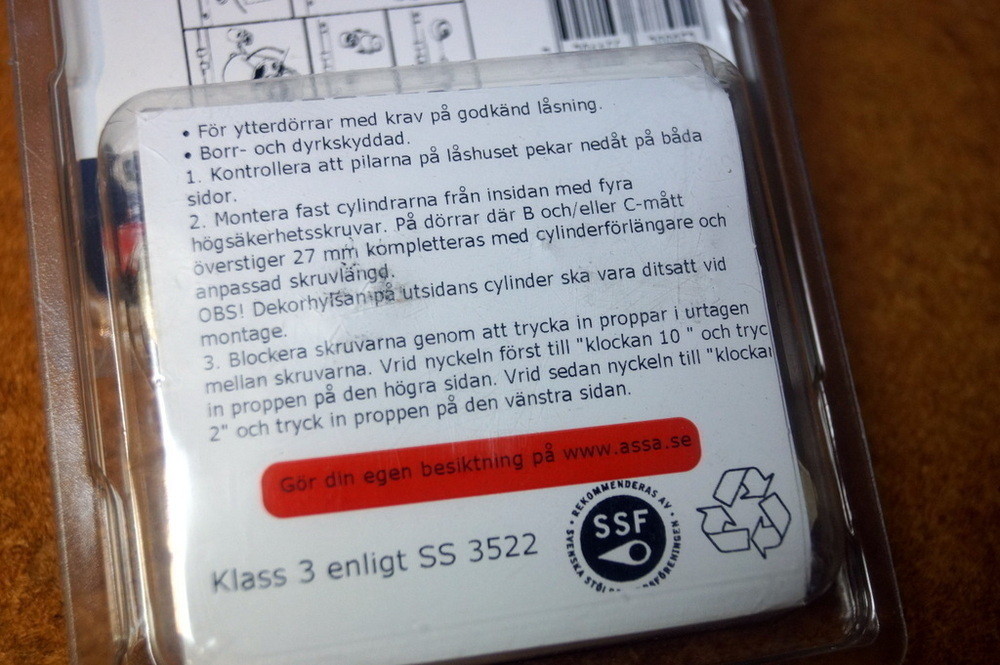 • För ytterdörrar med krav på godkänd låsning.
• Borr- och dyrkskyddad.
1. Kontrollera att pilarna på låshuset pekar nedåt på båda
sidor.
2. Montera fast cylindrarna från insidan med fyra
högsäkerhetsskruvar. På dörrar där B och/eller C-mått
överstiger 27 mm kompletteras med cylinderförlängare och
anpassad skruvlängd.
OBS! Dekorhylsan på utsidans cylinder ska vara ditsatt vid
montage.
3. Blockera skruvarna genom att trycka in proppar i urtagen
mellan skruvarna. Vrid nyckeln först till "klockan 10 " och tryc
in proppen på den högra sidan. Vrid sedan nyckeln till "klockan
2" och tryck in proppen på den vänstra sidan.
Gör din egen besiktning på www.assa.se
Klass 3 enligt SS 3522
• REKOMMENDERAS AV •
SSF
SVENSKA